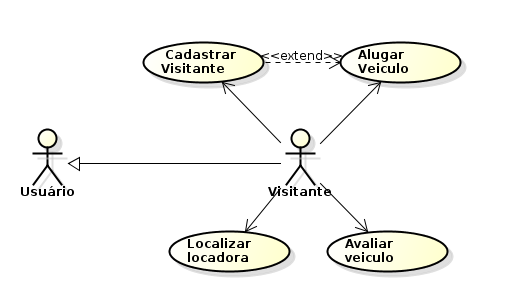 Cadastrar
Visitante
<<extend>>
Alugar
Veiculo
Usuário
Visitante
Localizar
locadora
Avaliar
veiculo